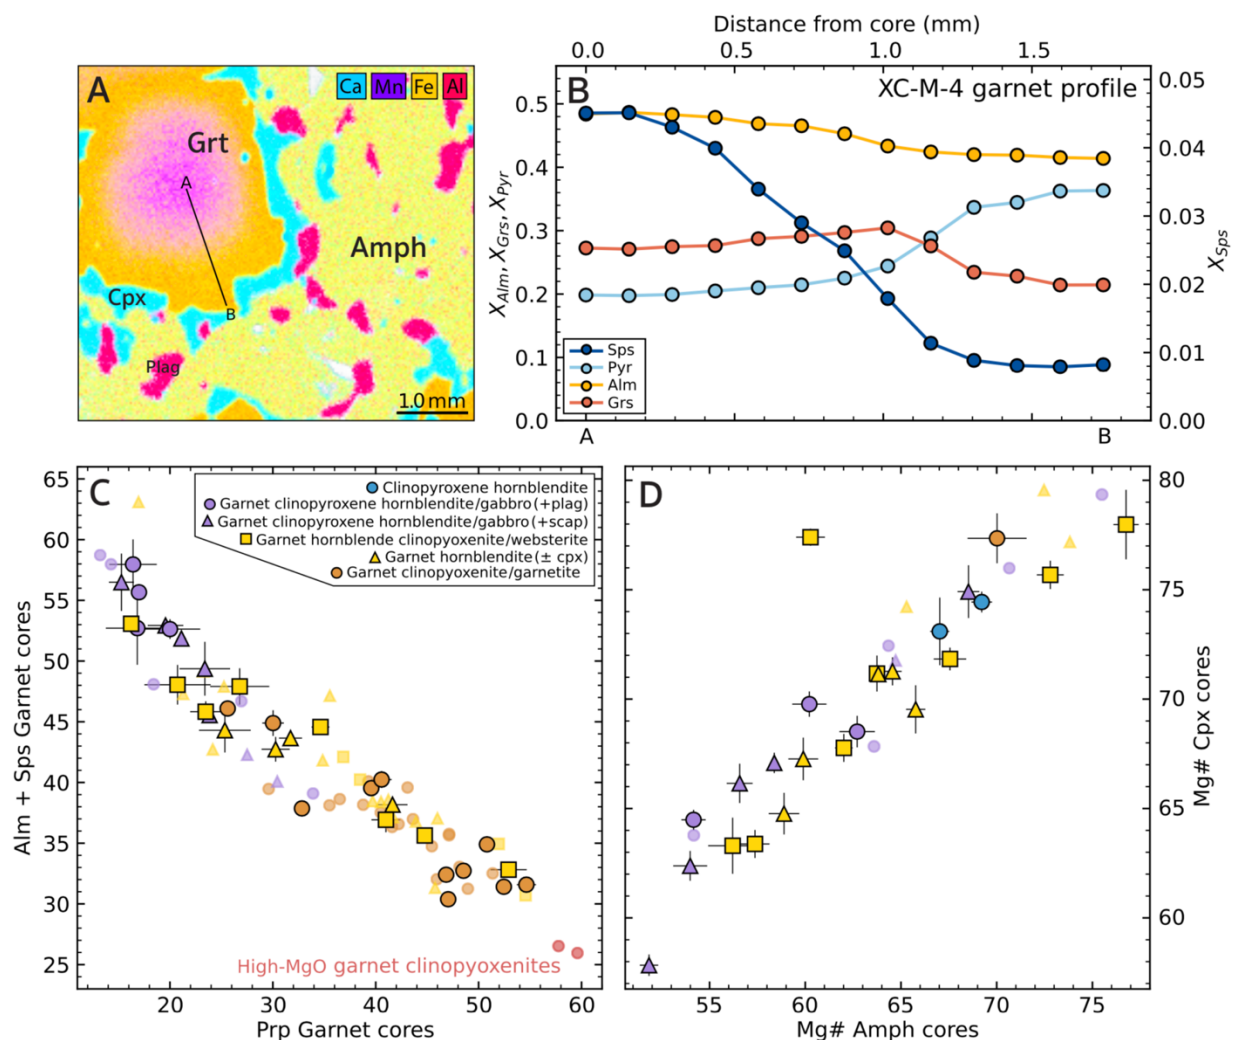 A
Ca Mn Fe Al
Grt
A
Amph
Cpx
B
Plag
1.0 mm
Distance from core (mm)
0.0 0.5 1.0 1.5
B
XC-M-4 garnet profile
0.5
0.4
0.3
0.2
0.1
0.0
X_Alm, X_Grs, X_Pyr
Sps
Pyr
Alm
Grs
0.05
0.04
0.03
0.02
0.01
0.00
X_Sps
A B
C
Clinopyroxene hornblendite
Garnet clinopyroxene hornblendite/gabbro(+plag)
Garnet clinopyroxene hornblendite/gabbro(+scap)
Garnet hornblende clinopyoxenite/websterite
Garnet hornblendite(± cpx)
Garnet clinopyoxenite/garnetite
65
60
55
50
45
40
35
30
25
Alm + Sps Garnet cores
High-MgO garnet clinopyoxenites
20 30 40 50 60
Prp Garnet cores
D
80
75
70
65
60
Mg# Cpx cores
55 60 65 70 75
Mg# Amph cores